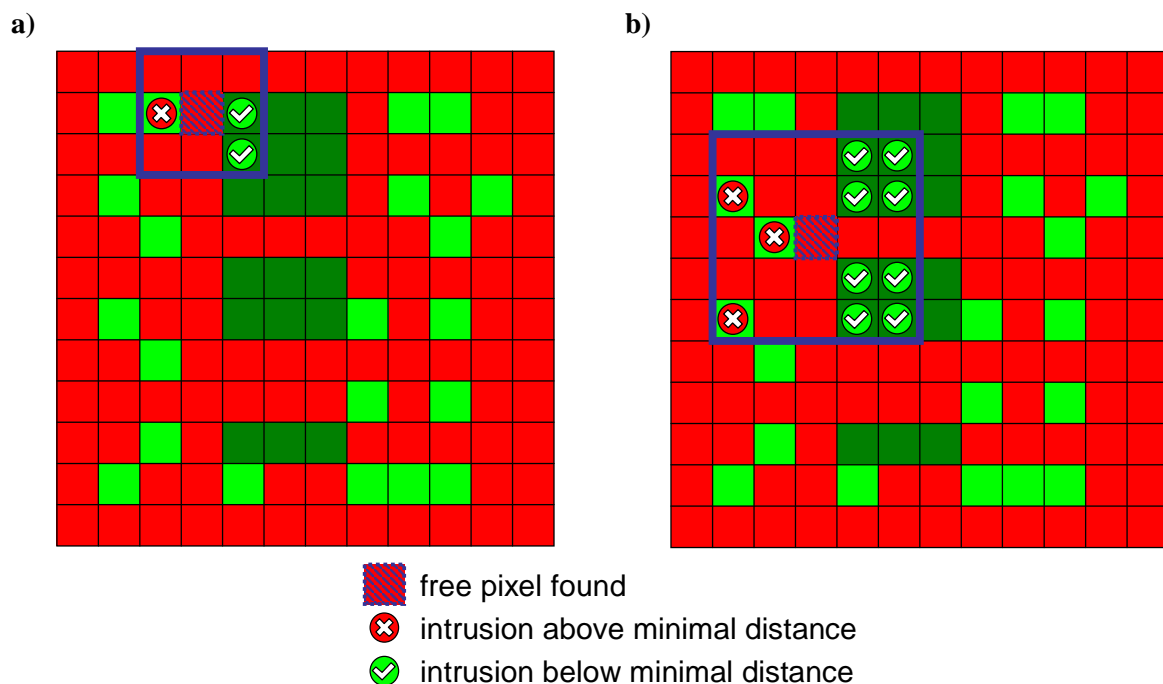 a)
b)
free pixel found
intrusion above minimal distance
intrusion below minimal distance